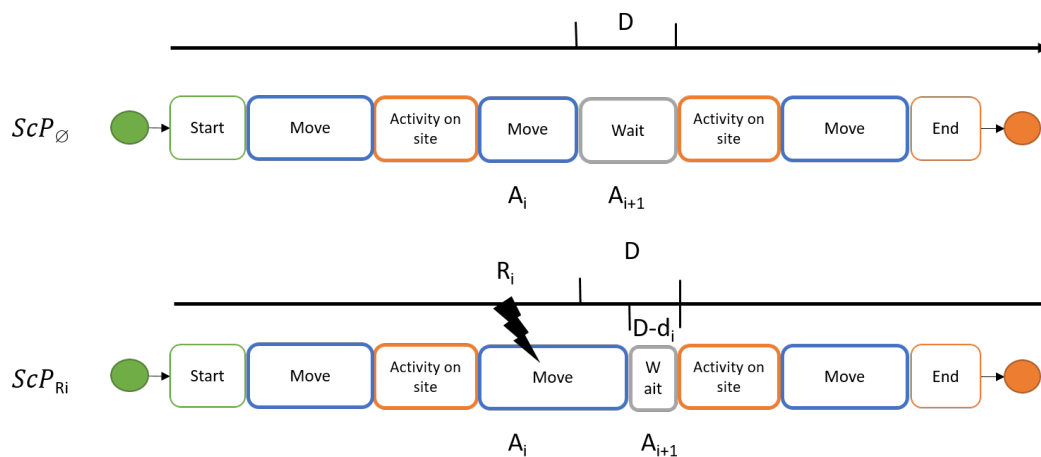 D
ScP∅
Start
Move
Activity on
site
Move
Wait
Activity on
site
Move
End
Ai
Ai+1
D
Ri
D-di
ScPRi
Start
Move
Activity on
site
Move
W
ait
Activity on
site
Move
End
Ai
Ai+1